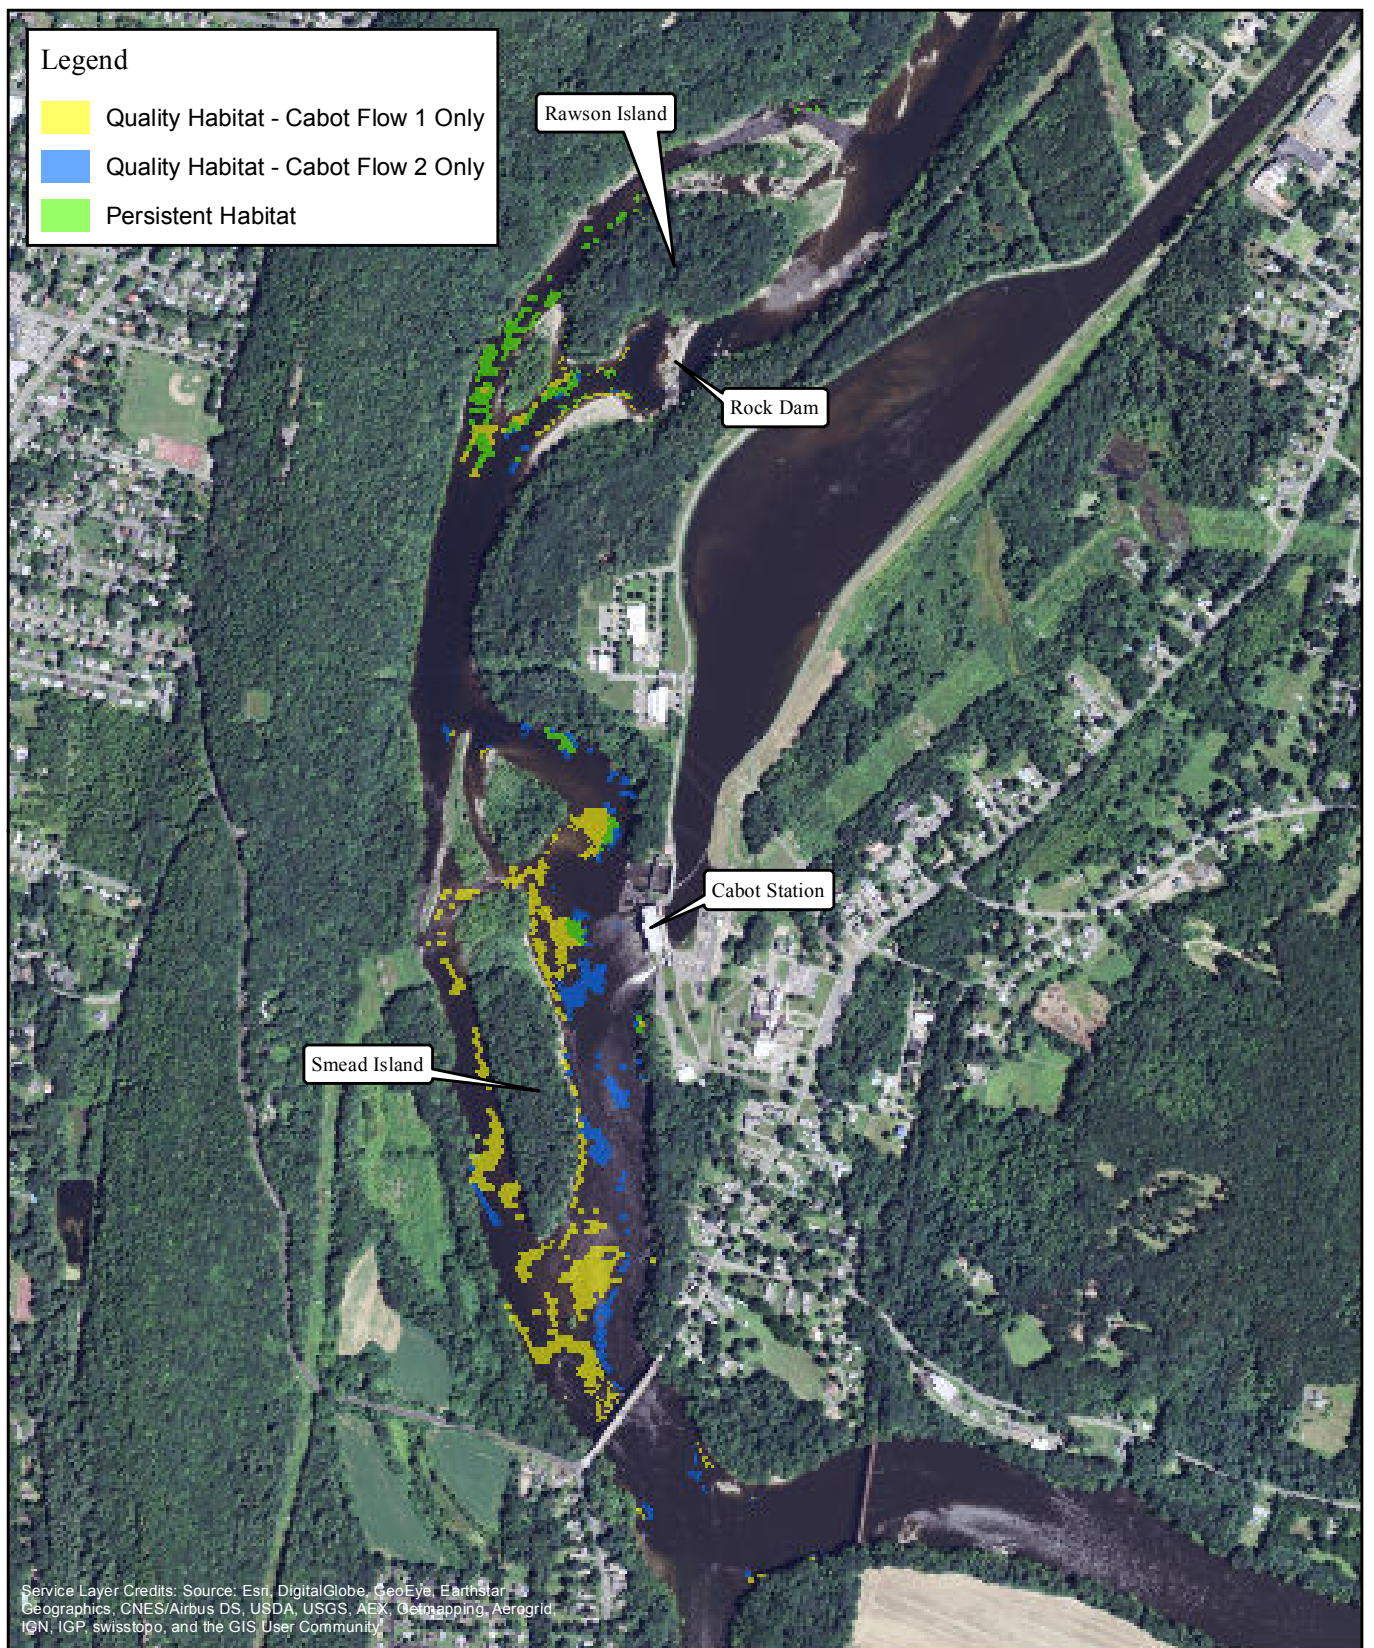 Legend
Quality Habitat - Cabot Flow 1 Only
Quality Habitat - Cabot Flow 2 Only
Persistent Habitat
Rawson Island
Rock Dam
Cabot Station
Smead Island
Service Layer Credits: Source: Esri, DigitalGlobe, GeoEye, Earthstar
Geographics, CNES/Airbus DS, USDA, USGS, AEX, Getmapping, Aerogrid,
IGN, IGP, swisstopo, and the GIS User Community